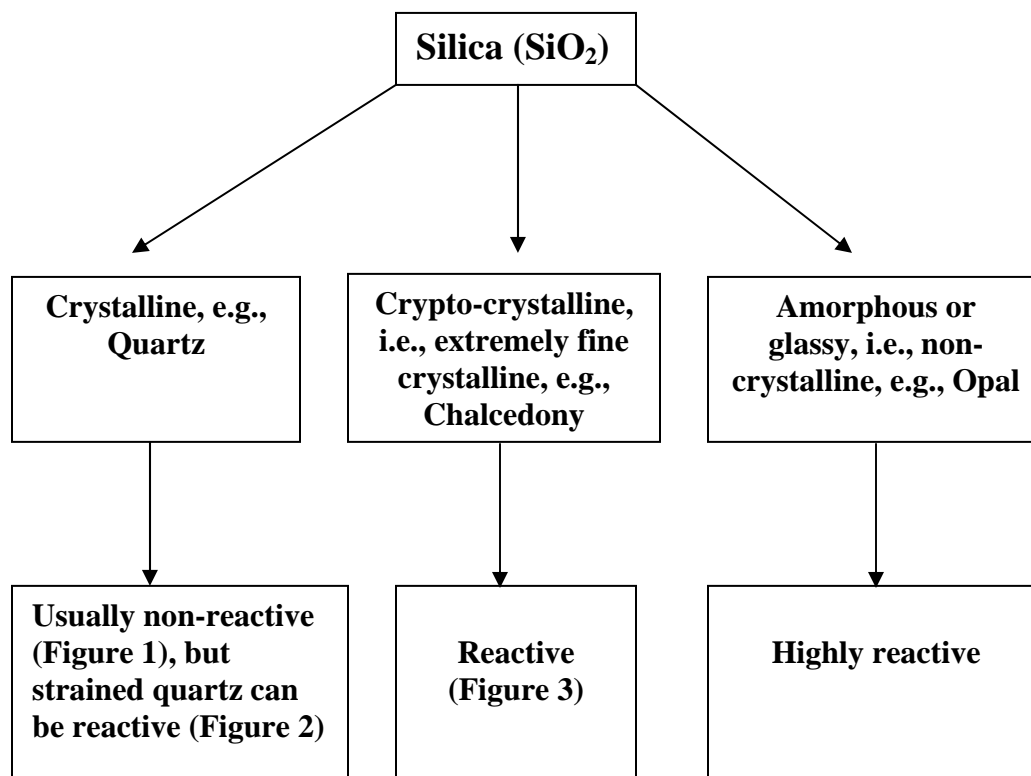 Silica (SiO₂)
Crystalline, e.g.,
Quartz
Crypto-crystalline,
i.e., extremely fine
crystalline, e.g.,
Chalcedony
Amorphous or
glassy, i.e., non-
crystalline, e.g., Opal
Usually non-reactive
(Figure 1), but
strained quartz can
be reactive (Figure 2)
Reactive
(Figure 3)
Highly reactive